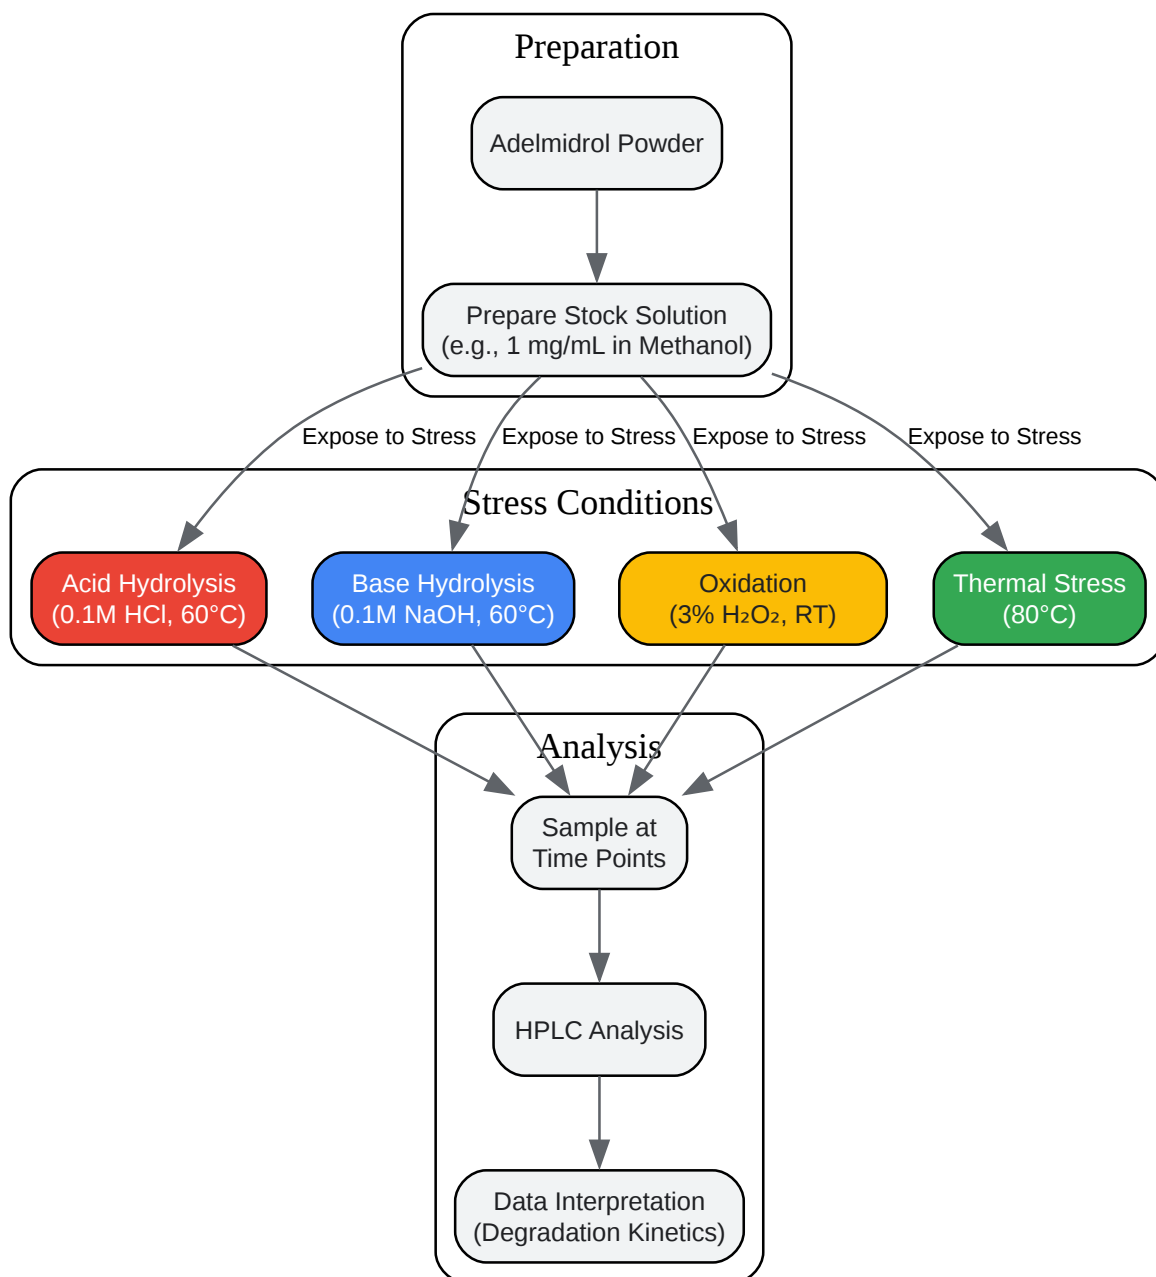 Preparation
Adelmidrol Powder
Prepare Stock Solution
(e.g., 1 mg/mL in Methanol)
Expose to Stress
Expose to Stress
Expose to Stress
Expose to Stress
Stress Conditions
Acid Hydrolysis
(0.1M HCl, 60°C)
Base Hydrolysis
(0.1M NaOH, 60°C)
Oxidation
(3% H₂O₂, RT)
Thermal Stress
(80°C)
Analysis
Sample at
Time Points
HPLC Analysis
Data Interpretation
(Degradation Kinetics)